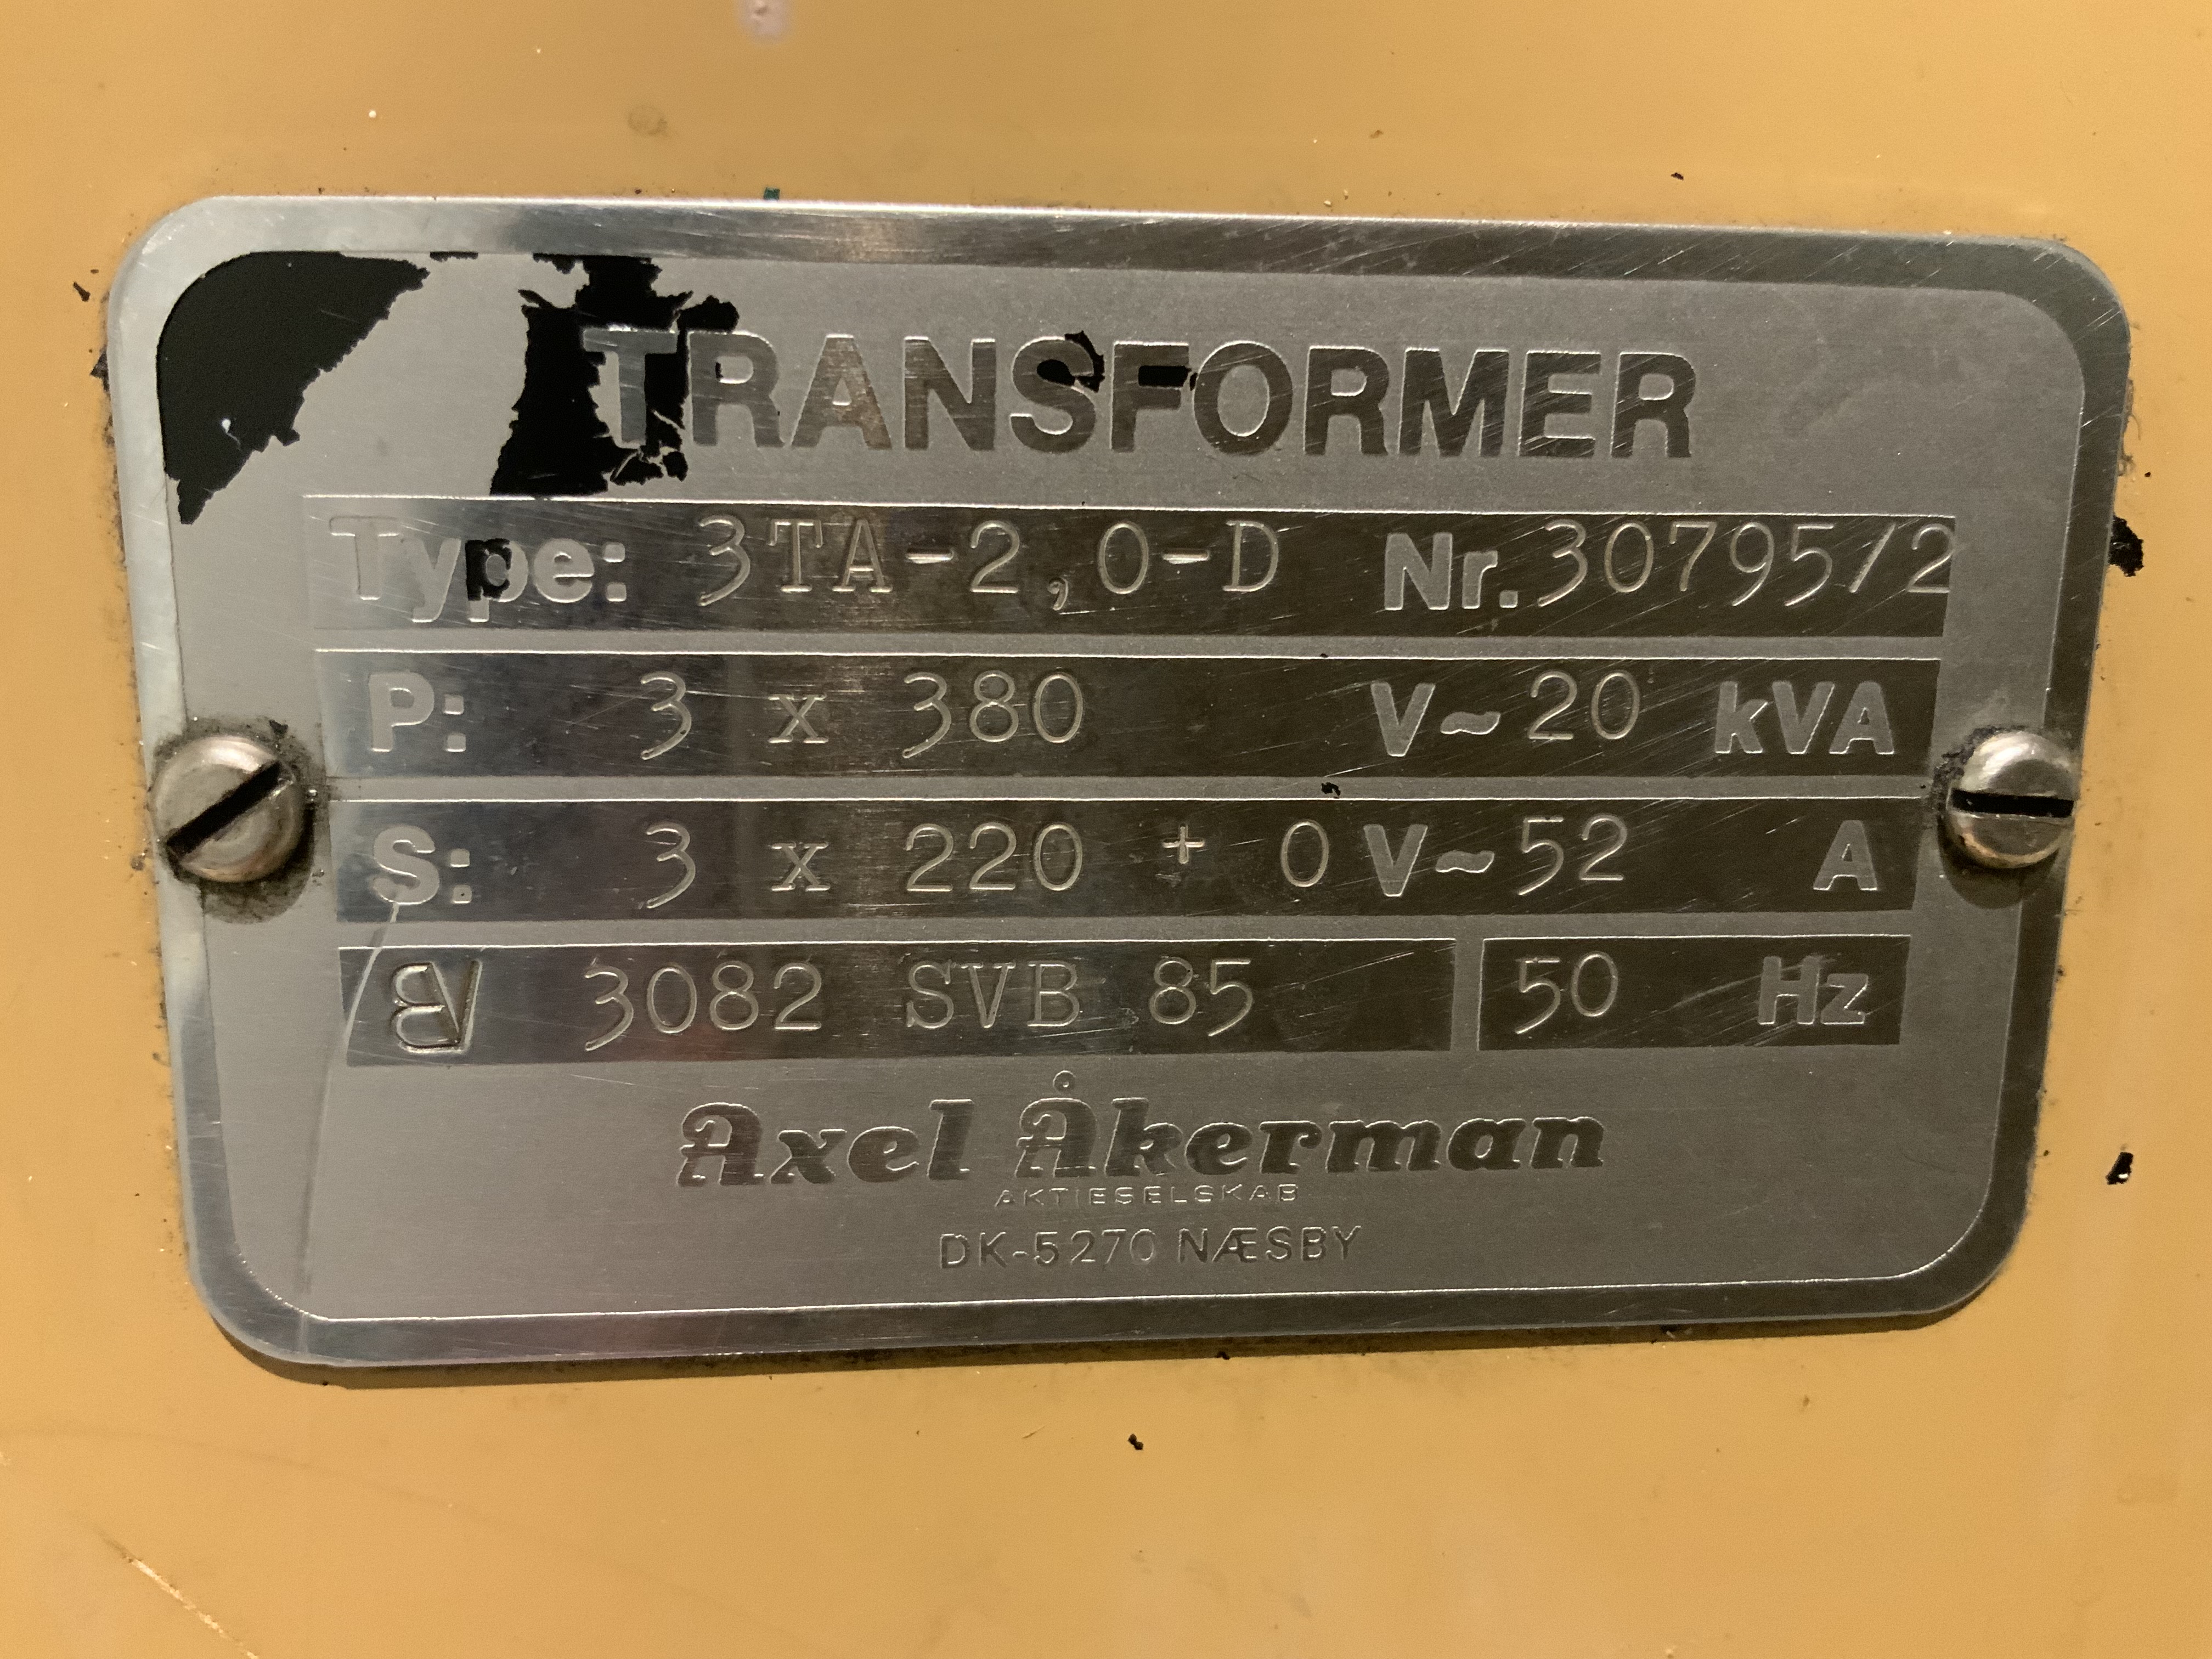 TRANSFORMER
Type: 3TA-2,0-D Nr. 30795/2
P: 3 x 380 V~ 20 kVA
S: 3 x 220 + 0 V~ 52 A
3082 SVB 85 50 Hz
Axel Åkerman
AKTIESELSKAB
DK-5270 NÆSBY